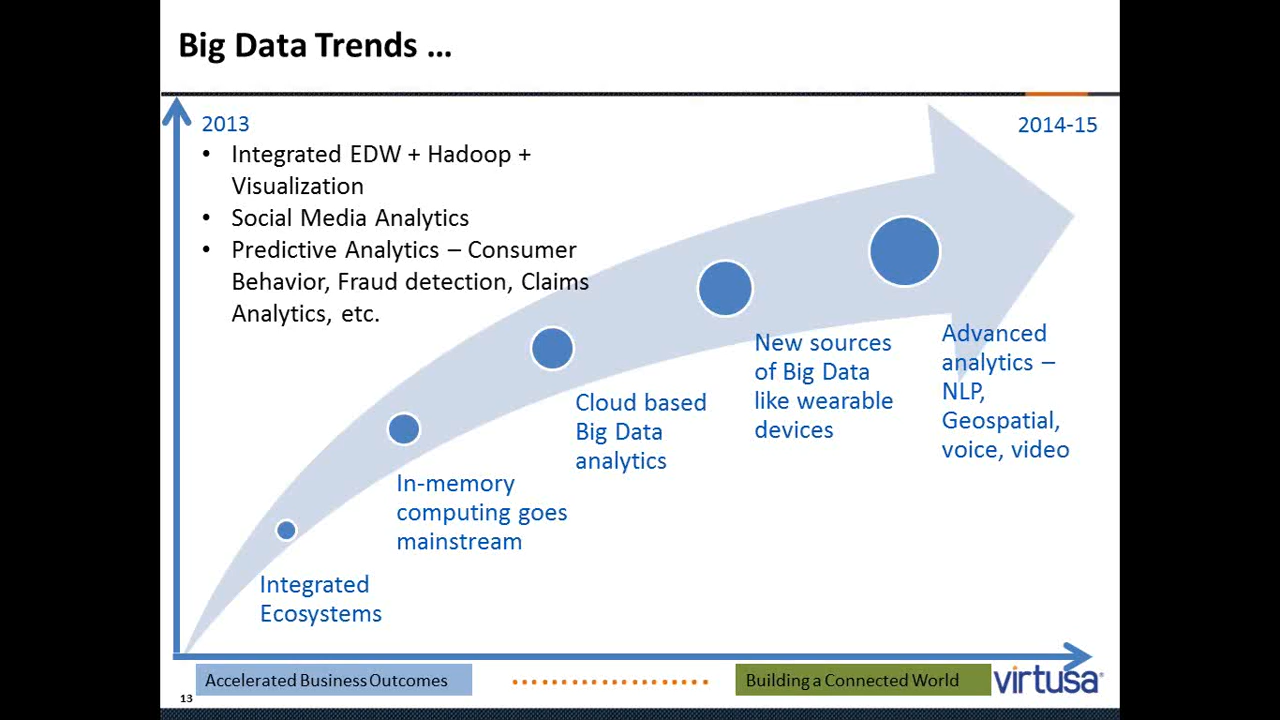 Big Data Trends ...
2013
2014-15
• Integrated EDW + Hadoop +
Visualization
• Social Media Analytics
• Predictive Analytics – Consumer
Behavior, Fraud detection, Claims
Analytics, etc.
Integrated
Ecosystems
In-memory
computing goes
mainstream
Cloud based
Big Data
analytics
New sources
of Big Data
like wearable
devices
Advanced
analytics –
NLP,
Geospatial,
voice, video
Accelerated Business Outcomes
Building a Connected World
virtusa®
13